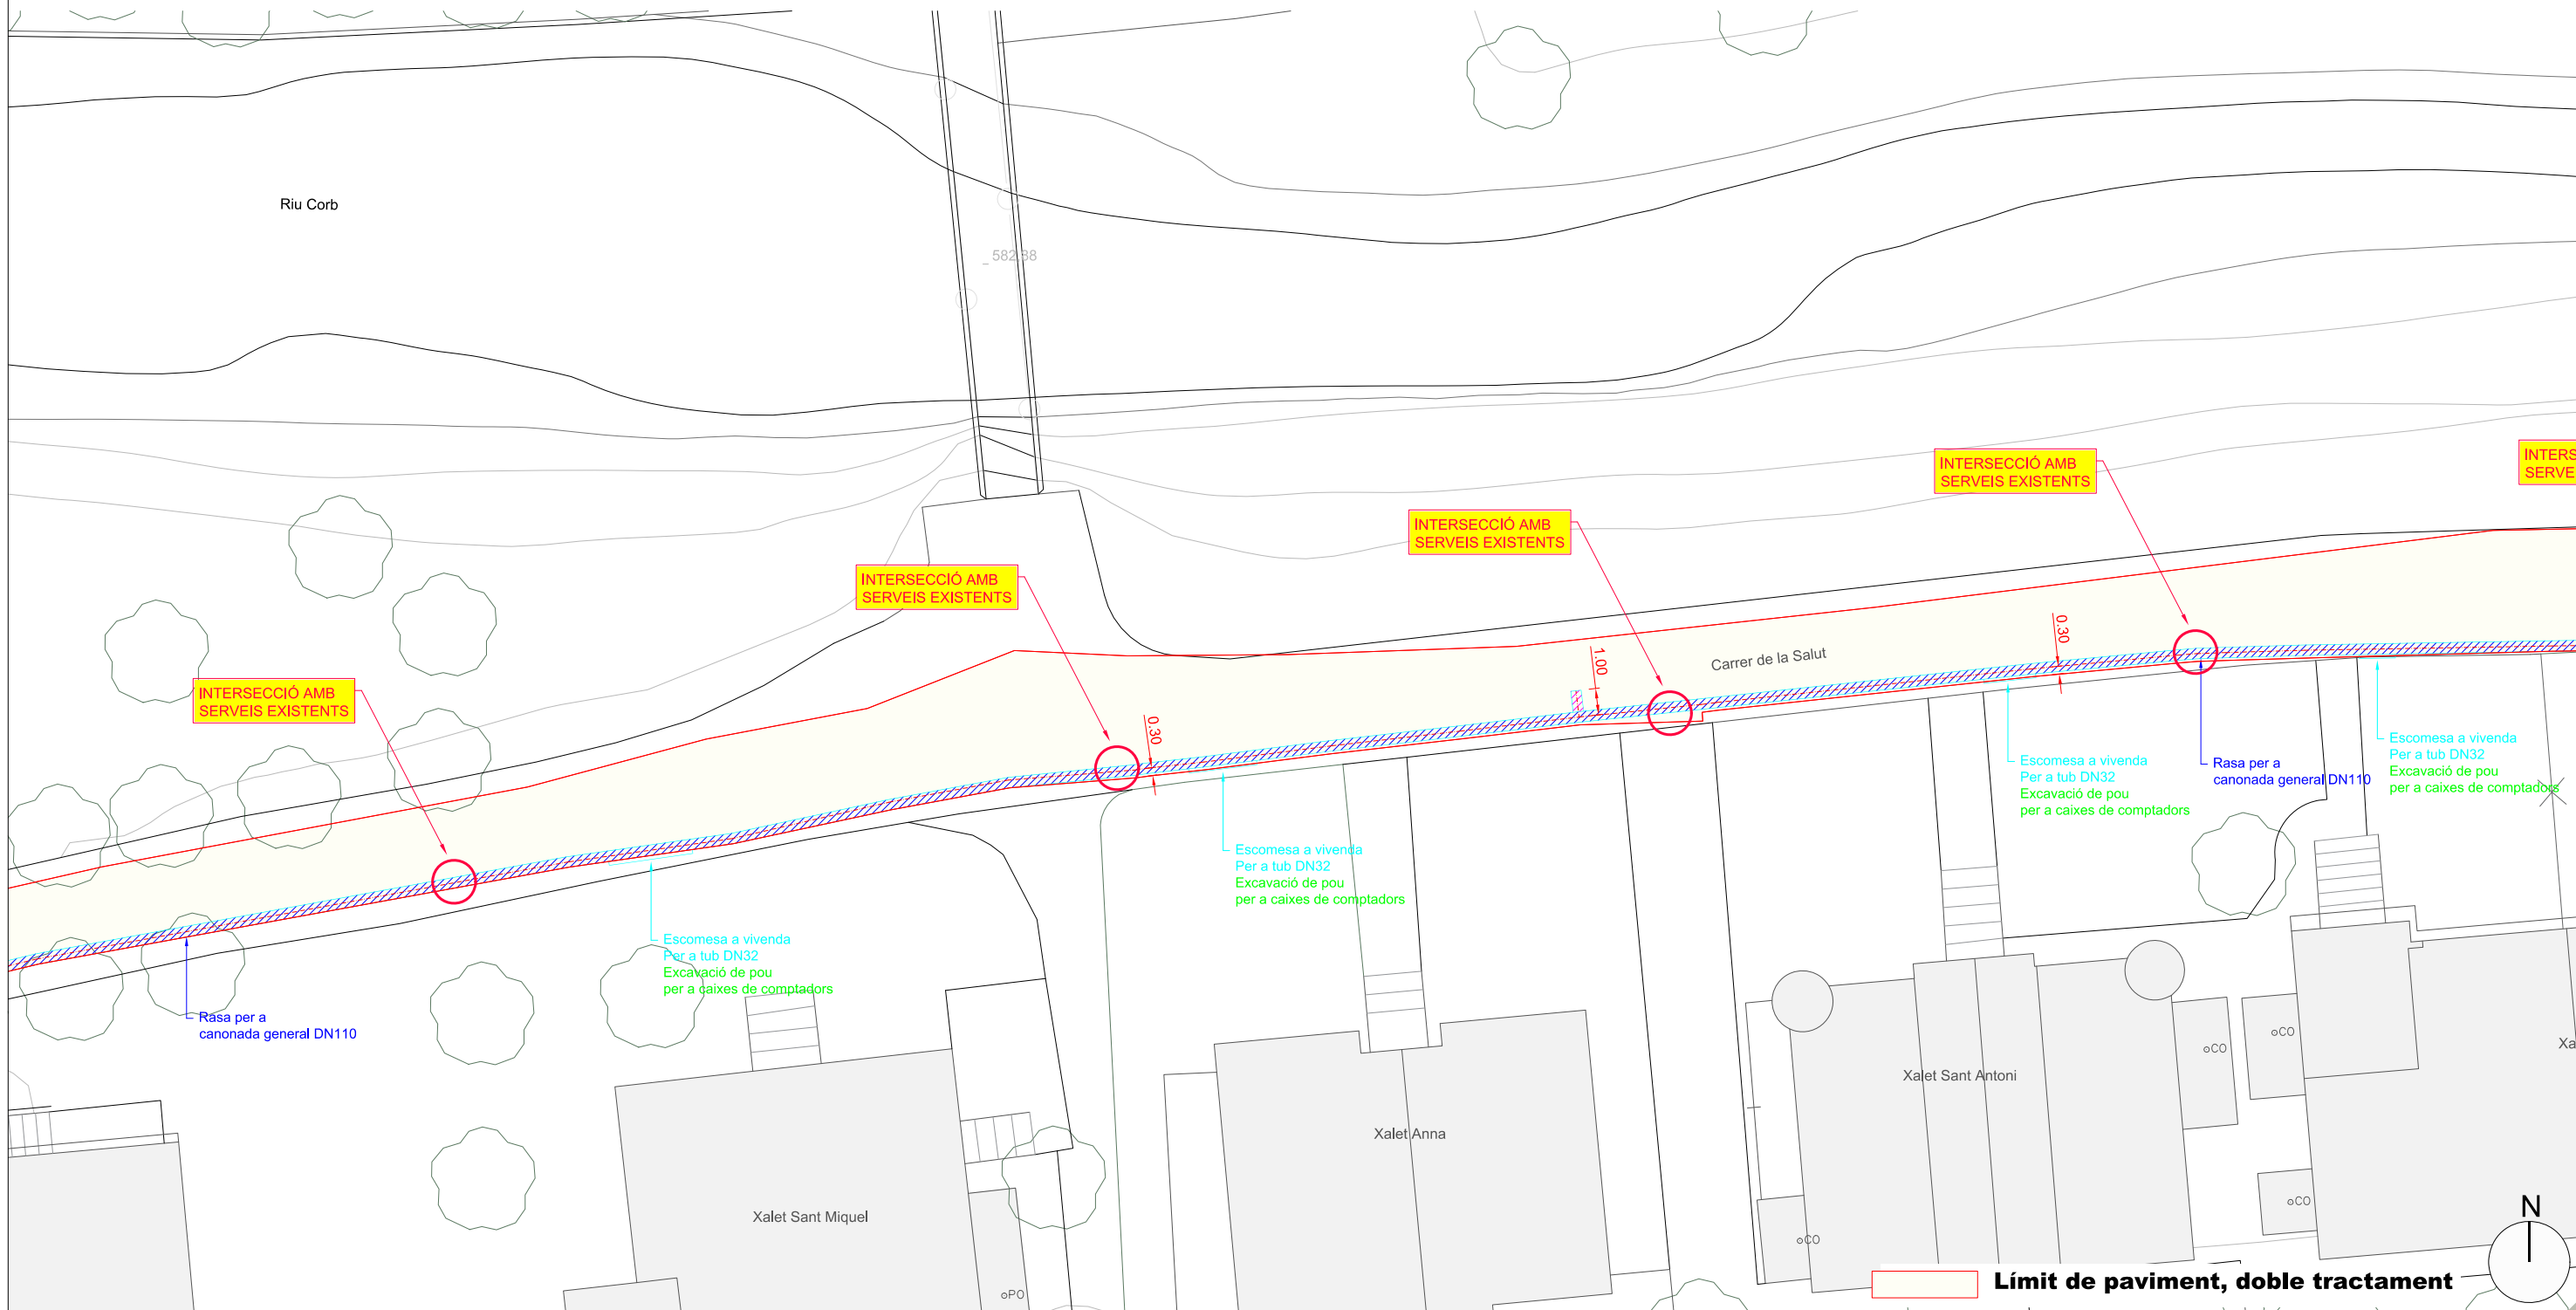 Riu Corb
582.88
INTERSECCIÓ AMB
SERVEIS EXISTENTS
INTERS
SERVE
INTERSECCIÓ AMB
SERVEIS EXISTENTS
INTERSECCIÓ AMB
SERVEIS EXISTENTS
INTERSECCIÓ AMB
SERVEIS EXISTENTS
0.30
1.00
Carrer de la Salut
0.30
Escomesa a vivenda
Per a tub DN32
Excavació de pou
per a caixes de comptadors
Rasa per a
canonada general DN110
Escomesa a vivenda
Per a tub DN32
Excavació de pou
per a caixes de comptadors
Escomesa a vivenda
Per a tub DN32
Excavació de pou
per a caixes de comptadors
Escomesa a vivenda
Per a tub DN32
Excavació de pou
per a caixes de comptadors
Rasa per a
canonada general DN110
CO
CO
Xa
Xalet Sant Antoni
Xalet Anna
Xalet Sant Miquel
CO
CO
PO
N
Límit de paviment, doble tractament